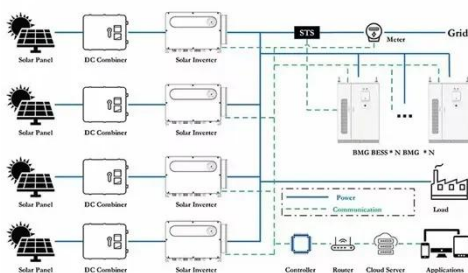 STS
Meter
Grid
Solar Panel DC Combiner Solar Inverter
Solar Panel DC Combiner Solar Inverter
BMG BESS * N BMG * N
Solar Panel DC Combiner Solar Inverter
Power
Communication
Load
Solar Panel DC Combiner Solar Inverter
Controller Router Cloud Server Applications